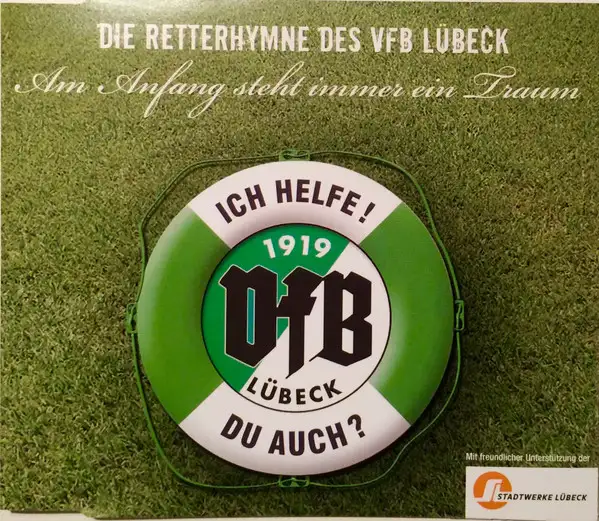 DIE RETTERHYMNE DES VFB LÜBECK
Am Anfang steht immer ein Traum
ICH HELFE!
1919
VfB
LÜBECK
DU AUCH?
Mit freundlicher Unterstützung der
STADTWERKE LÜBECK